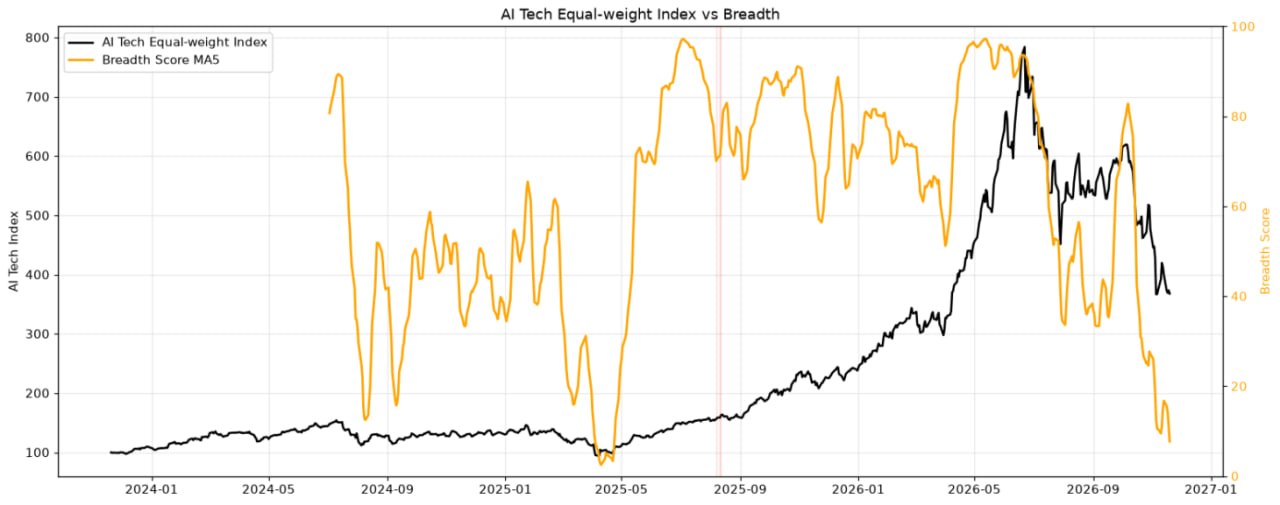 AI Tech Equal-weight Index vs Breadth
AI Tech Equal-weight Index
Breadth Score MA5
AI Tech Index
800
700
600
500
400
300
200
100
Breadth Score
100
80
60
40
20
0
2024-01 2024-05 2024-09 2025-01 2025-05 2025-09 2026-01 2026-05 2026-09 2027-01